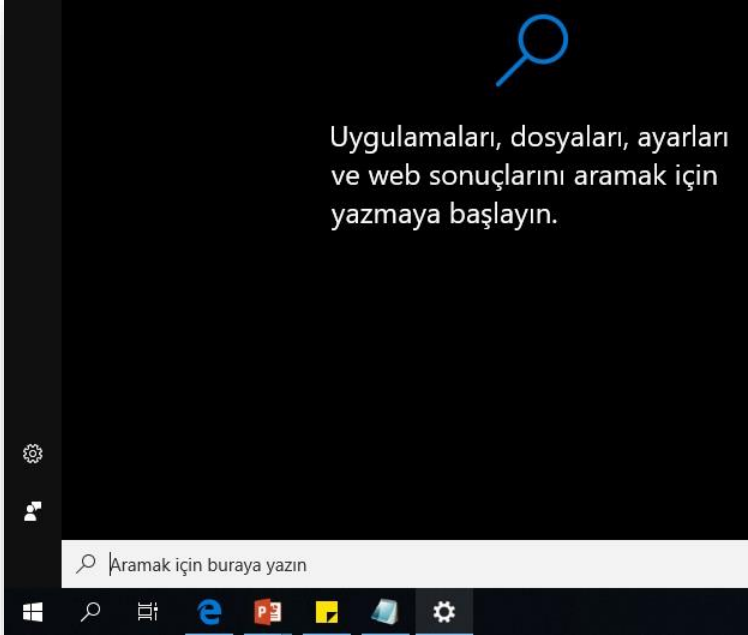 Uygulamaları, dosyaları, ayarları
ve web sonuçlarını aramak için
yazmaya başlayın.
Aramak için buraya yazın